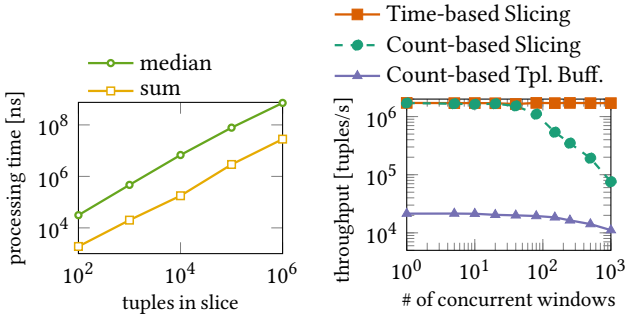 median
sum
processing time [ns]
10^8
10^6
10^4
10^2
10^4
10^6
tuples in slice
Time-based Slicing
Count-based Slicing
Count-based Tpl. Buff.
throughput [tuples/s]
10^6
10^5
10^4
10^0
10^1
10^2
10^3
# of concurrent windows